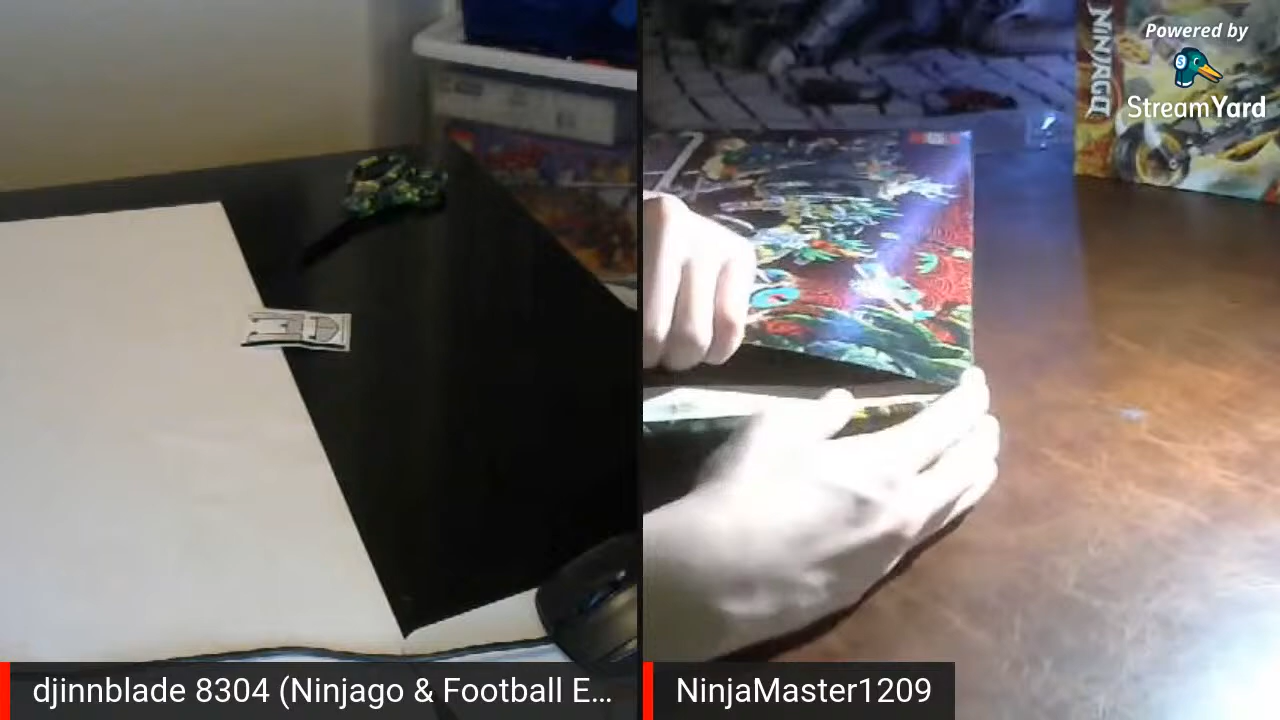 NINJAGO
Powered by
StreamYard
djinnblade 8304 (Ninjago & Football E...
NinjaMaster1209